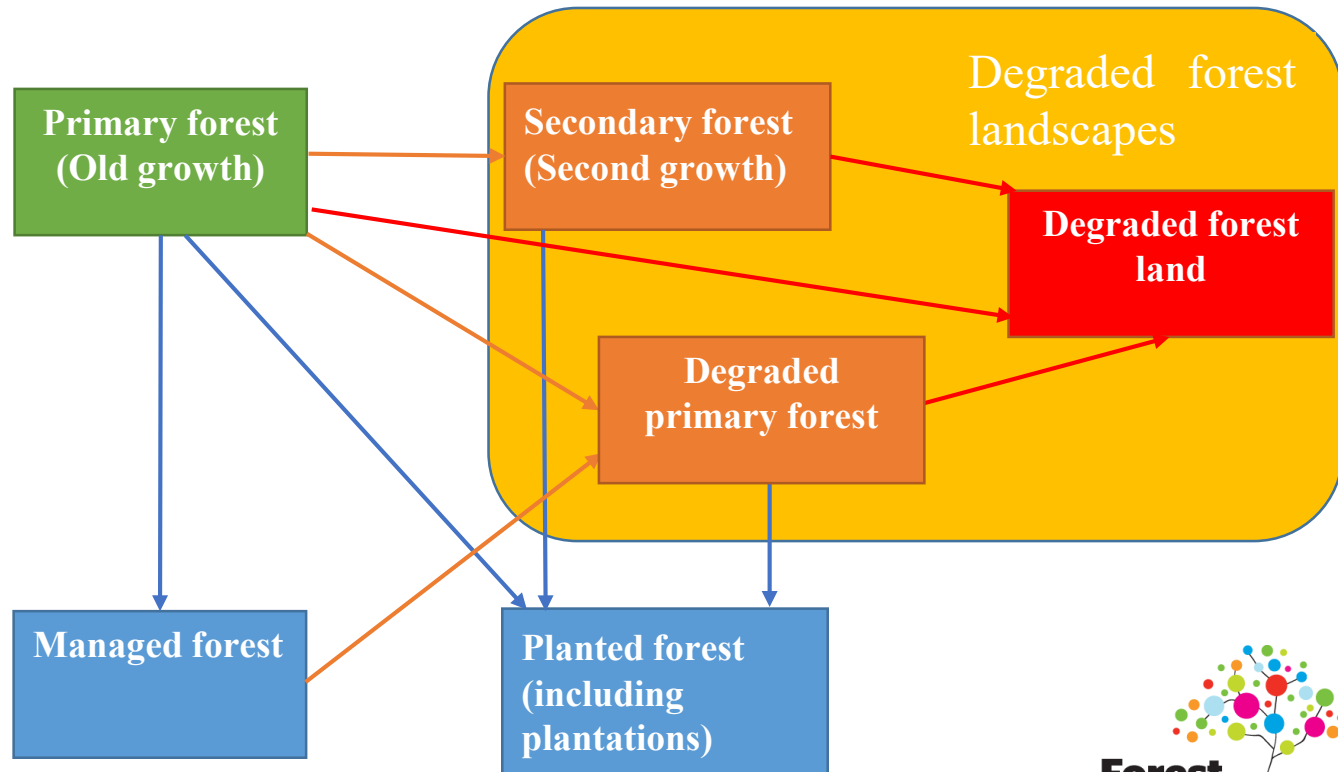 Degraded forest
landscapes
Primary forest
(Old growth)
Secondary forest
(Second growth)
Degraded forest
land
Degraded
primary forest
Managed forest
Planted forest
(including
plantations)
Forest